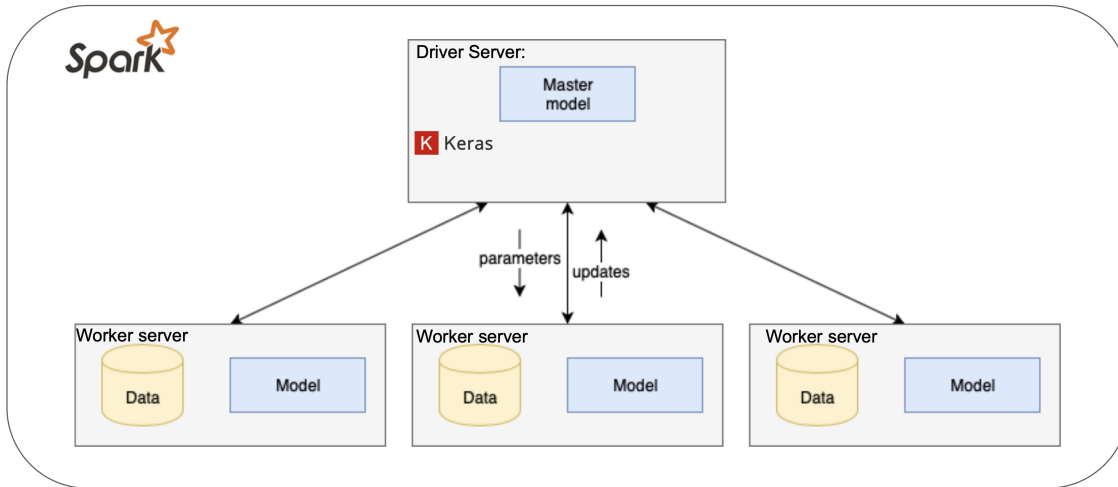 Spark
Driver Server:
Master
model
K Keras
parameters
updates
Worker server
Data
Model
Worker server
Data
Model
Worker server
Data
Model